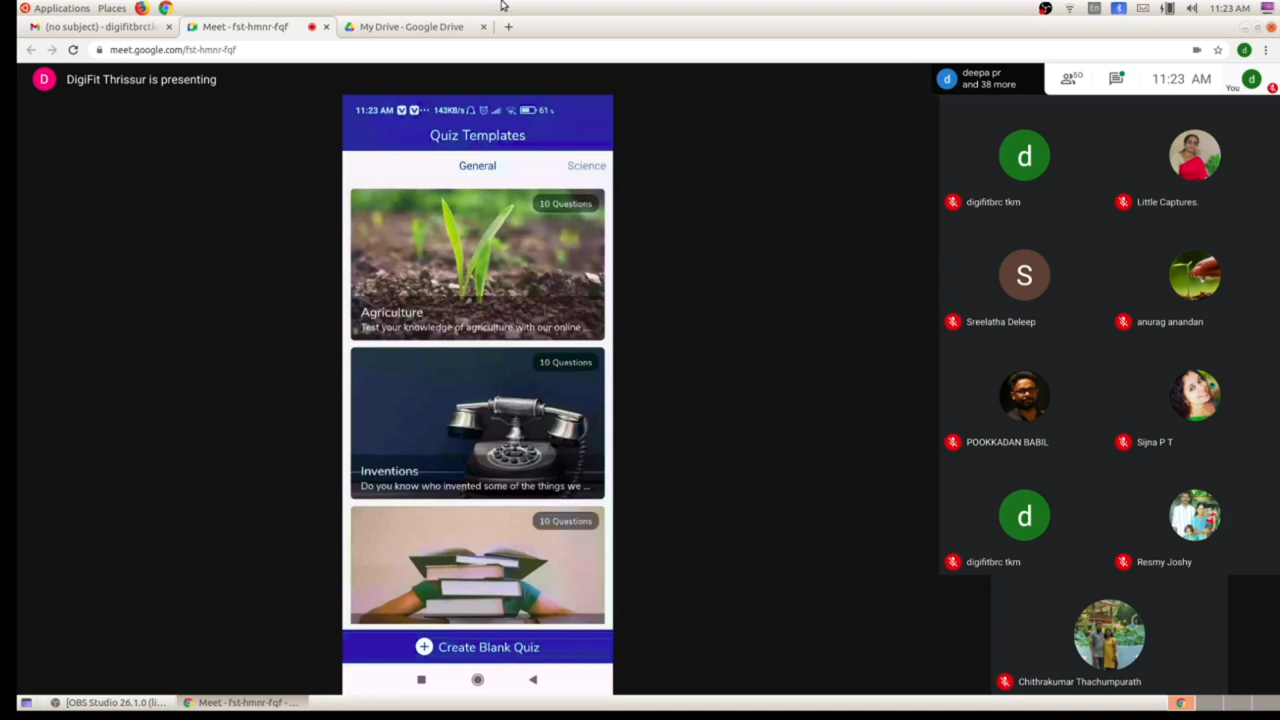 Applications Places
En
11:23 AM
(no subject) - digifitbrctk
Meet - fst-hmnr-fqf
My Drive - Google Drive
meet.google.com/fst-hmnr-fqf
d
D
DigiFit Thrissur is presenting
d
deepa pr
and 38 more
50
11:23 AM
You
d
11:23 AM
143KB/s
61
Quiz Templates
General
Science
10 Questions
Agriculture
Test your knowledge of agriculture with our online ...
10 Questions
Inventions
Do you know who invented some of the things we ...
10 Questions
Create Blank Quiz
d
digifitbrc tkm
Little Captures.
S
Sreelatha Deleep
anurag anandan
POOKKADAN BABIL
Sijna P T
d
digifitbrc tkm
Resmy Joshy
Chithrakumar Thachumpurath
[OBS Studio 26.1.0 (li...
Meet - fst-hmnr-fqf - ...